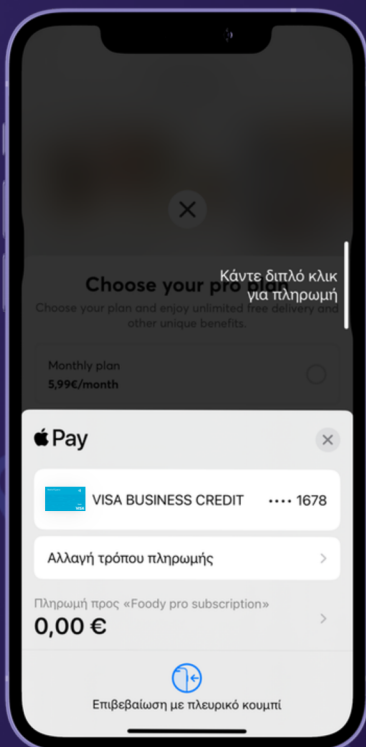 Κάντε διπλό κλικ
για πληρωμή
Choose your pro plan
Choose your plan and enjoy unlimited free delivery and
other unique benefits.
Monthly plan
5,99€/month
Pay
VISA BUSINESS CREDIT •••• 1678
Αλλαγή τρόπου πληρωμής
Πληρωμή προς «Foody pro subscription»
0,00 €
Επιβεβαίωση με πλευρικό κουμπί